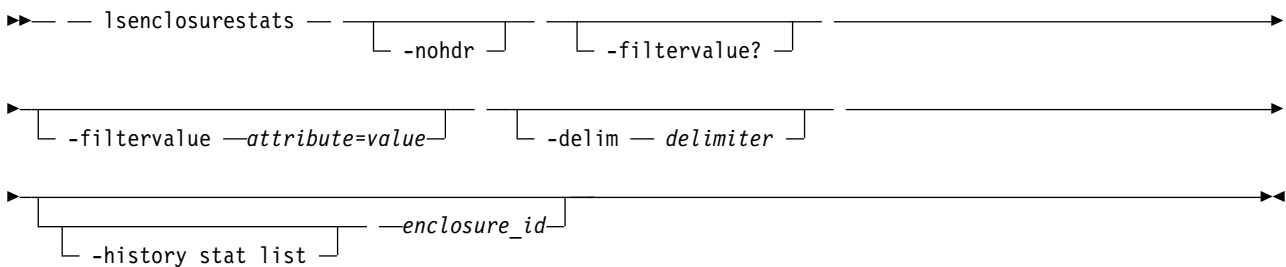 lsenclosurestats -nohdr -filtervalue?
-filtervalue attribute=value -delim delimiter
-history stat list enclosure_id